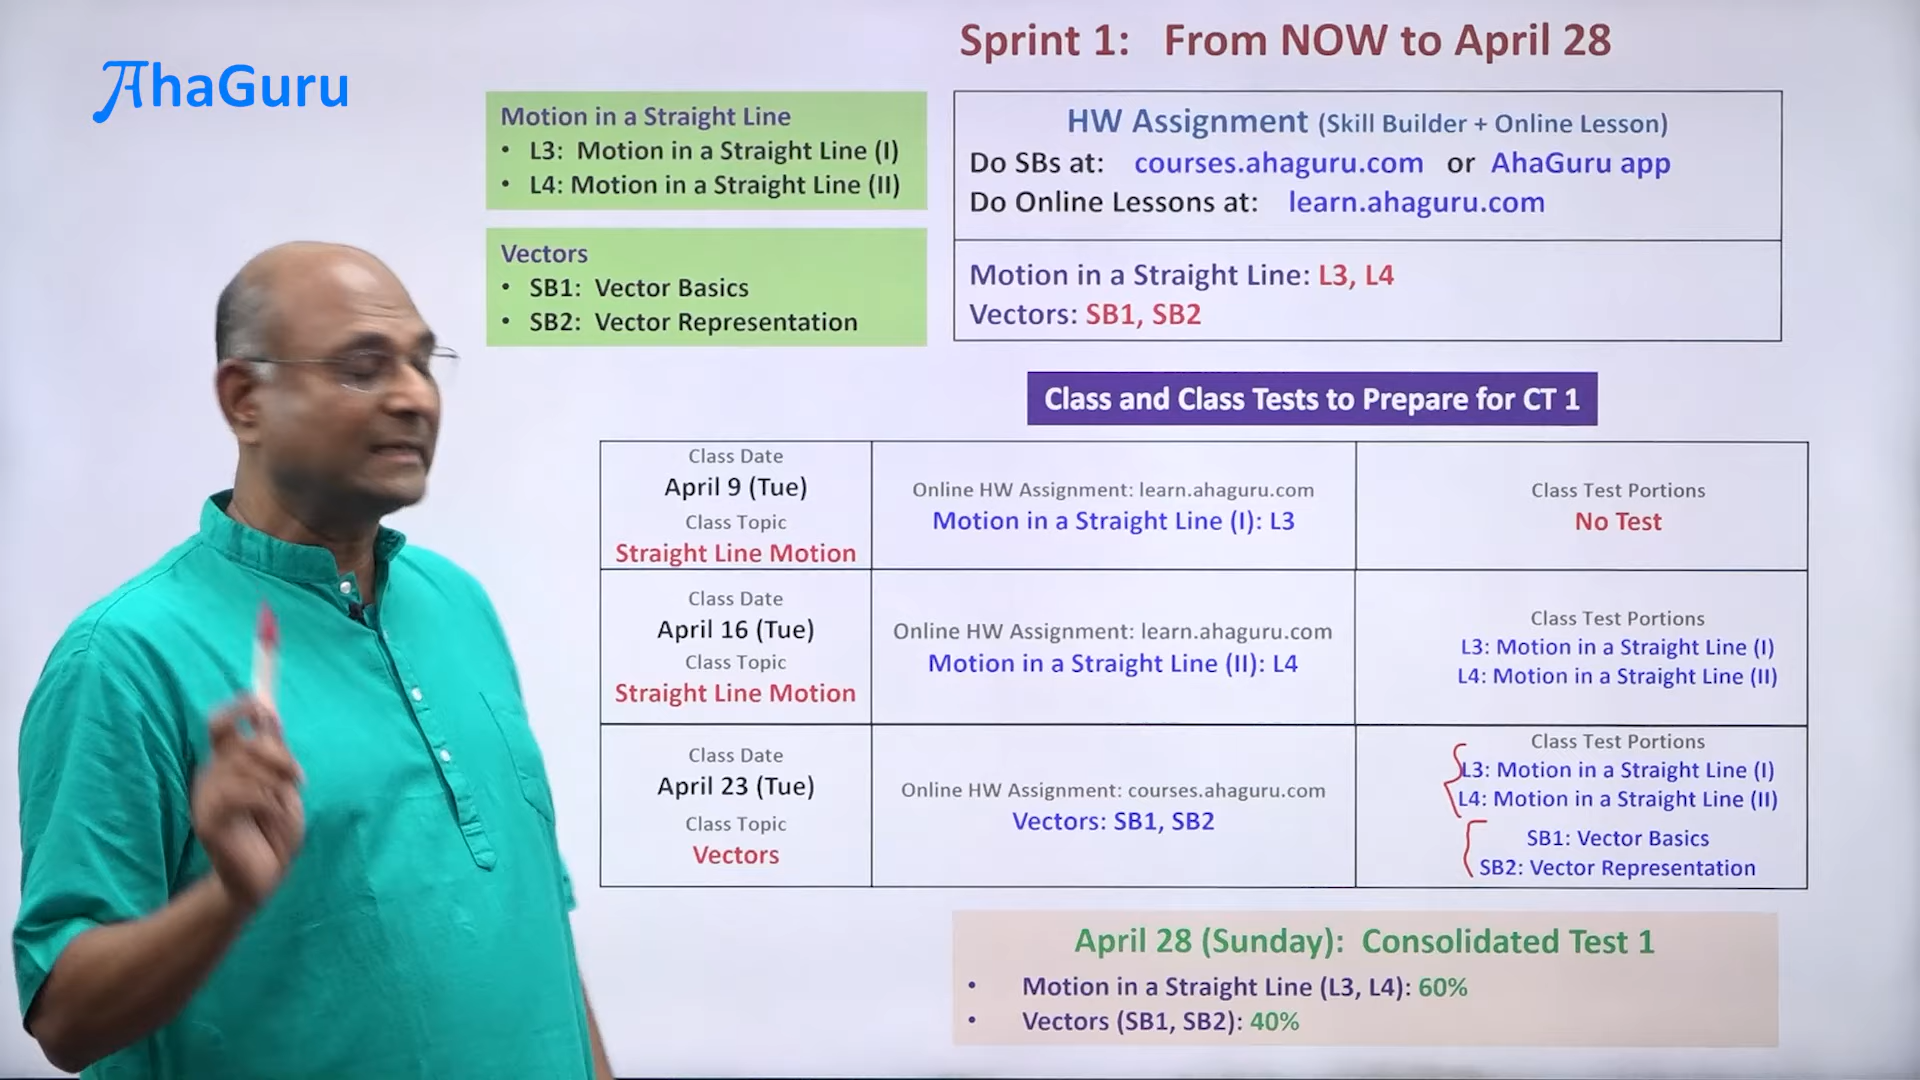 AhaGuru
Sprint 1: From NOW to April 28
Motion in a Straight Line
• L3: Motion in a Straight Line (I)
• L4: Motion in a Straight Line (II)
Vectors
• SB1: Vector Basics
• SB2: Vector Representation
HW Assignment (Skill Builder + Online Lesson)
Do SBs at: courses.ahaguru.com or AhaGuru app
Do Online Lessons at: learn.ahaguru.com
Motion in a Straight Line: L3, L4
Vectors: SB1, SB2
Class and Class Tests to Prepare for CT 1
Class Date
April 9 (Tue)
Class Topic
Straight Line Motion
Online HW Assignment: learn.ahaguru.com
Motion in a Straight Line (I): L3
Class Test Portions
No Test
Class Date
April 16 (Tue)
Class Topic
Straight Line Motion
Online HW Assignment: learn.ahaguru.com
Motion in a Straight Line (II): L4
Class Test Portions
L3: Motion in a Straight Line (I)
L4: Motion in a Straight Line (II)
Class Date
April 23 (Tue)
Class Topic
Vectors
Online HW Assignment: courses.ahaguru.com
Vectors: SB1, SB2
Class Test Portions
L3: Motion in a Straight Line (I)
L4: Motion in a Straight Line (II)
SB1: Vector Basics
SB2: Vector Representation
April 28 (Sunday): Consolidated Test 1
• Motion in a Straight Line (L3, L4): 60%
• Vectors (SB1, SB2): 40%